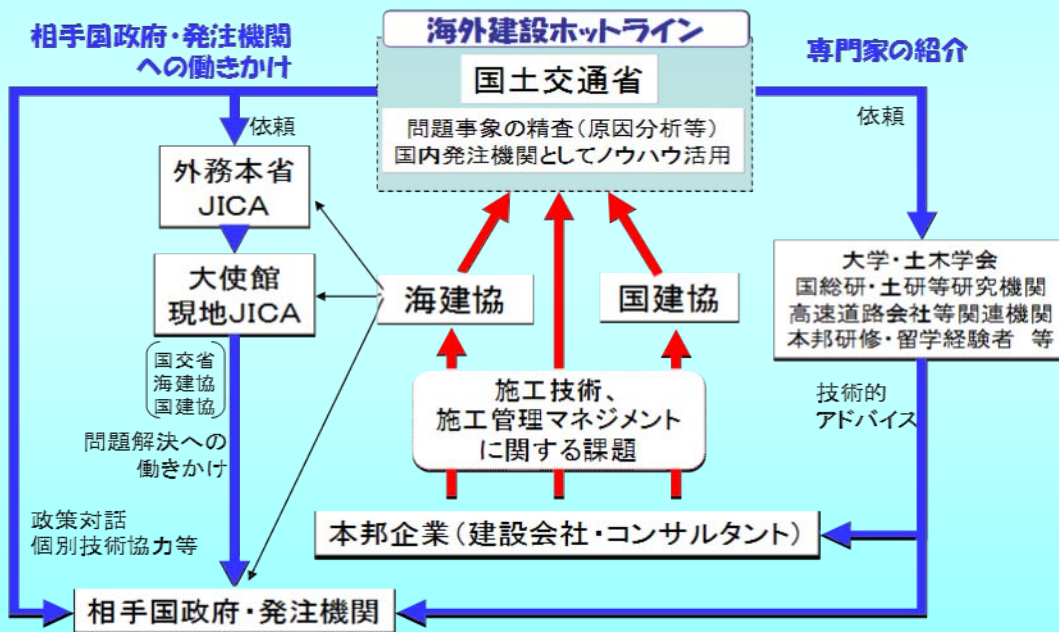 相手国政府・発注機関
への働きかけ
海外建設ホットライン
専門家の紹介
国土交通省
問題事象の精査(原因分析等)
国内発注機関としてノウハウ活用
依頼
依頼
外務本省
JICA
大使館
現地JICA
海建協
国建協
大学・土木学会
国総研・土研等研究機関
高速道路会社等関連機関
本邦研修・留学経験者 等
国交省
海建協
国建協
施工技術、
施工管理マネジメント
に関する課題
技術的
アドバイス
問題解決への
働きかけ
政策対話
個別技術協力等
本邦企業(建設会社・コンサルタント)
相手国政府・発注機関